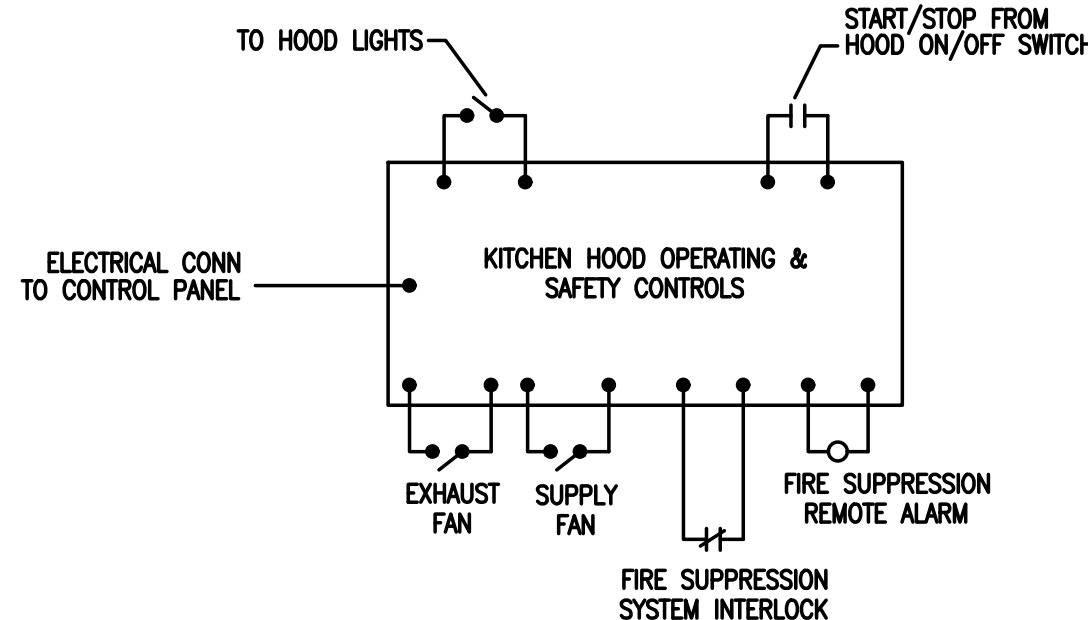 TO HOOD LIGHTS
START/STOP FROM
HOOD ON/OFF SWITCH
ELECTRICAL CONN
TO CONTROL PANEL
KITCHEN HOOD OPERATING &
SAFETY CONTROLS
EXHAUST
FAN
SUPPLY
FAN
FIRE SUPPRESSION
REMOTE ALARM
FIRE SUPPRESSION
SYSTEM INTERLOCK